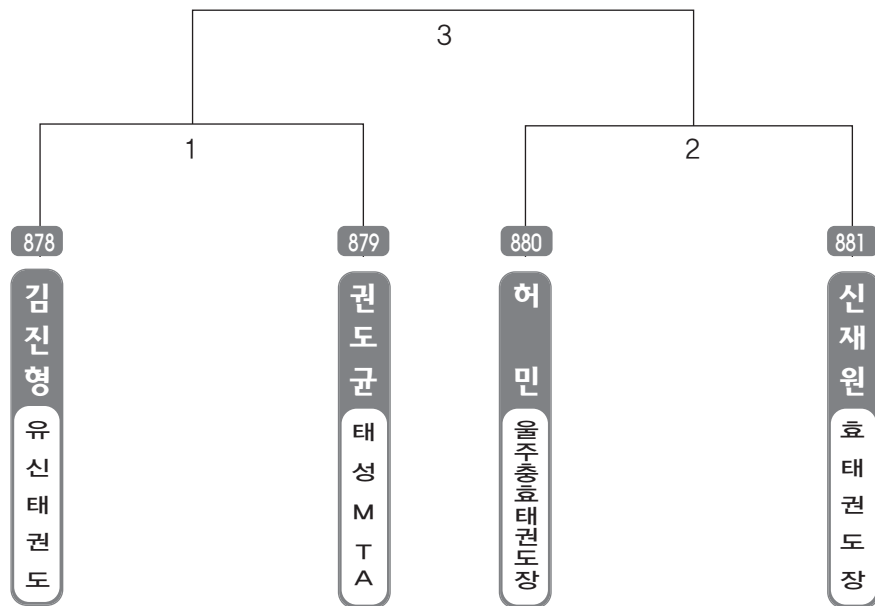 3
1
2
878
879
880
881
김진형
권도균
허민
신재원
유신태권도
태성MTA
울주충효태권도장
효태권도장